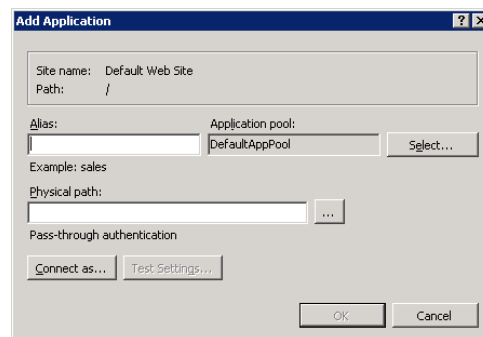 Add Application
Site name: Default Web Site
Path: /
Alias: Application pool:
DefaultAppPool Select...
Example: sales
Physical path:
...
Pass-through authentication
Connect as... Test Settings...
OK Cancel